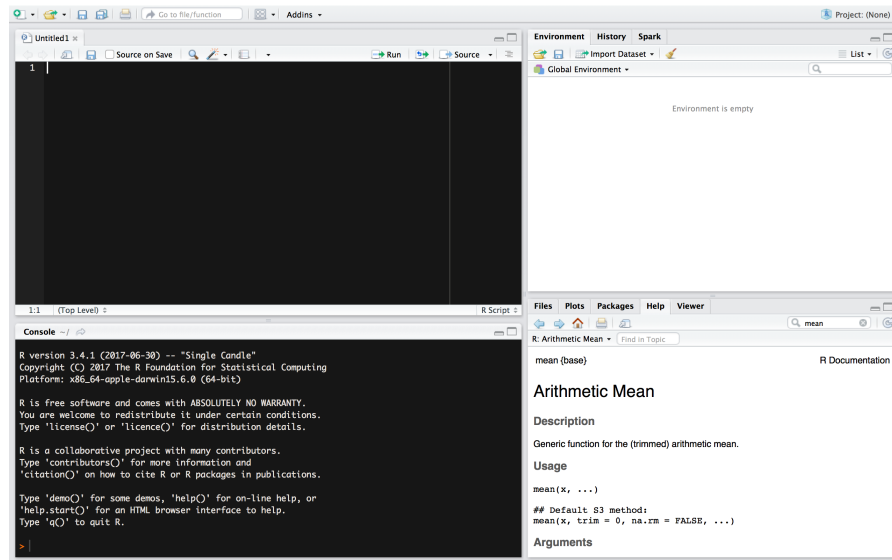 Go to file/function Addins Project: (None)
Untitled1
Source on Save Run Source
1
1:1 (Top Level) R Script
Console ~/
R version 3.4.1 (2017-06-30) -- "Single Candle"
Copyright (C) 2017 The R Foundation for Statistical Computing
Platform: x86_64-apple-darwin15.6.0 (64-bit)
R is free software and comes with ABSOLUTELY NO WARRANTY.
You are welcome to redistribute it under certain conditions.
Type 'license()' or 'licence()' for distribution details.
R is a collaborative project with many contributors.
Type 'contributors()' for more information and
'citation()' on how to cite R or R packages in publications.
Type 'demo()' for some demos, 'help()' for on-line help, or
'help.start()' for an HTML browser interface to help.
Type 'q()' to quit R.
>
Environment History Spark
Import Dataset List
Global Environment
Environment is empty
Files Plots Packages Help Viewer
mean
R: Arithmetic Mean Find in Topic
mean {base} R Documentation
Arithmetic Mean
Description
Generic function for the (trimmed) arithmetic mean.
Usage
mean(x, ...)
## Default S3 method:
mean(x, trim = 0, na.rm = FALSE, ...)
Arguments